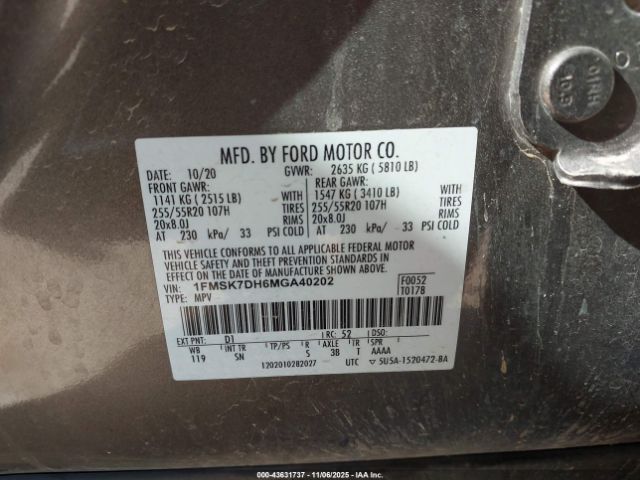 MFD. BY FORD MOTOR CO.
DATE: 10/20 GVWR: 2635 KG ( 5810 LB)
FRONT GAWR: REAR GAWR:
1141 KG ( 2515 LB) WITH 1547 KG ( 3410 LB) WITH
255/55R20 107H TIRES 255/55R20 107H TIRES
20x8.0J RIMS 20x8.0J RIMS
AT 230 kPa/ 33 PSI COLD AT 230 kPa/ 33 PSI COLD
THIS VEHICLE CONFORMS TO ALL APPLICABLE FEDERAL MOTOR
VEHICLE SAFETY AND THEFT PREVENTION STANDARDS IN
EFFECT ON THE DATE OF MANUFACTURE SHOWN ABOVE.
VIN: 1FMSK7DH6MGA40202 F0052
TYPE: MPV T0178
EXT PNT: D1 RC: 52 DSO:
WB INT TR TP/PS R AXLE TR SPR
119 SN S 3B T AAAA
1202010282027 UTC 5U5A-1520472-BA
DIRH
10.3
No. 43631737 - 11/06/2025 - IAA Inc.